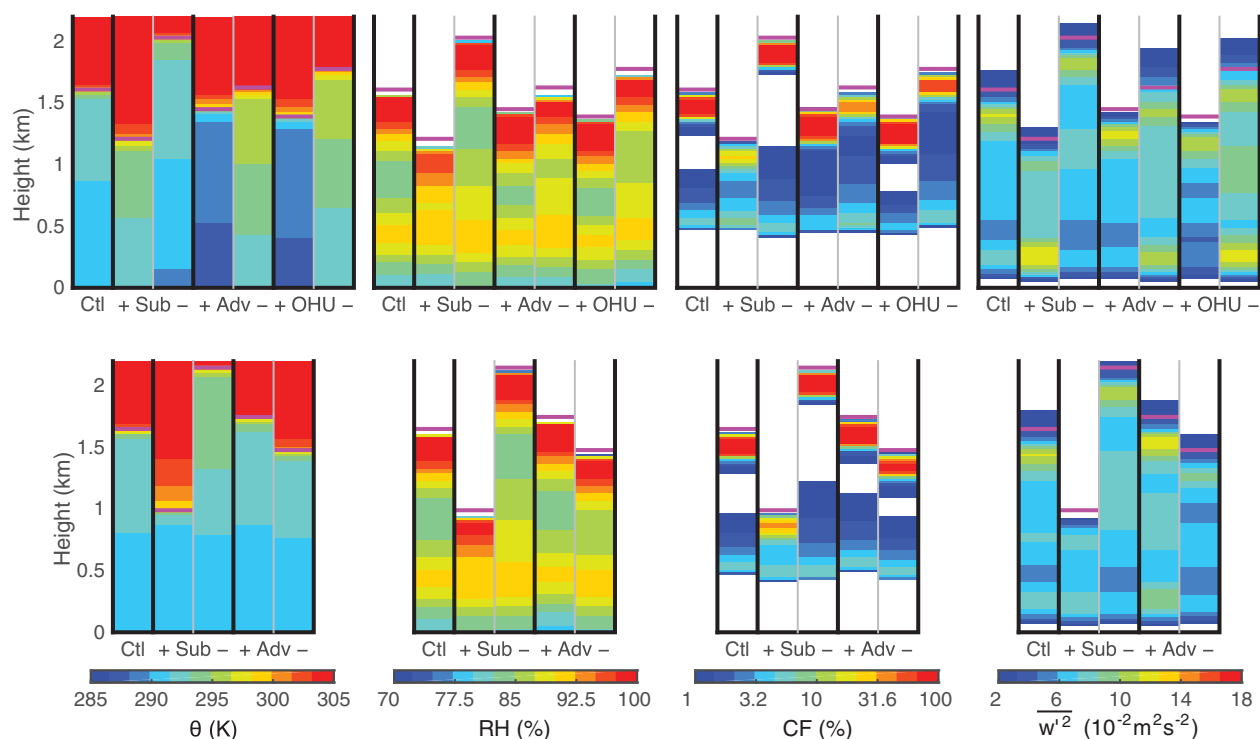 Height (km)
2
1.5
1
0.5
0
Ctl + Sub − + Adv − + OHU −
Ctl + Sub − + Adv − + OHU −
Ctl + Sub − + Adv − + OHU −
Ctl + Sub − + Adv − + OHU −
Height (km)
2
1.5
1
0.5
0
Ctl + Sub − + Adv −
Ctl + Sub − + Adv −
Ctl + Sub − + Adv −
Ctl + Sub − + Adv −
285 290 295 300 305
θ (K)
70 77.5 85 92.5 100
RH (%)
1 3.2 10 31.6 100
CF (%)
2 6 10 14 18
w'² (10⁻²m²s⁻²)